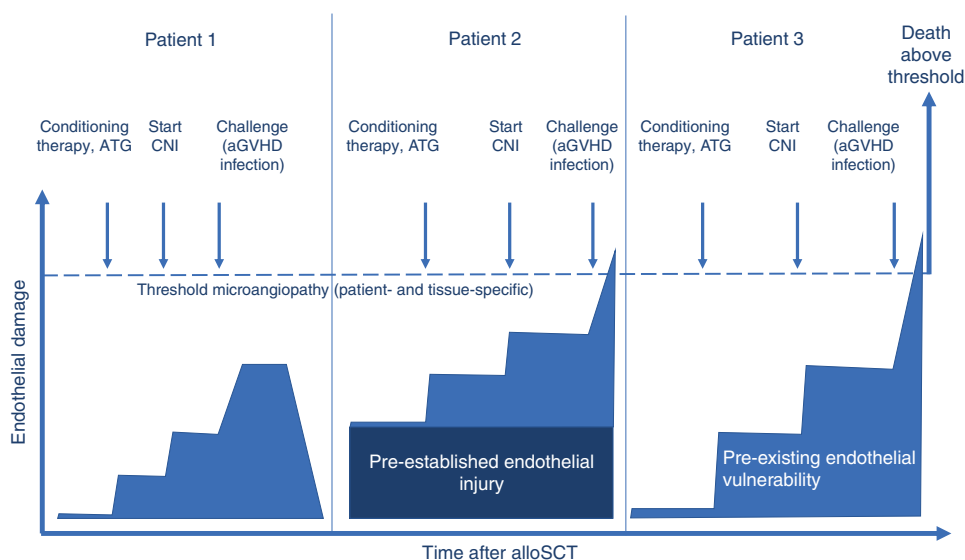 Patient 1
Patient 2
Patient 3
Death
above
threshold
Conditioning
therapy, ATG
Start
CNI
Challenge
(aGVHD
infection)
Conditioning
therapy, ATG
Start
CNI
Challenge
(aGVHD
infection)
Conditioning
therapy, ATG
Start
CNI
Challenge
(aGVHD
infection)
Threshold microangiopathy (patient- and tissue-specific)
Endothelial damage
Pre-established endothelial
injury
Pre-existing endothelial
vulnerability
Time after alloSCT